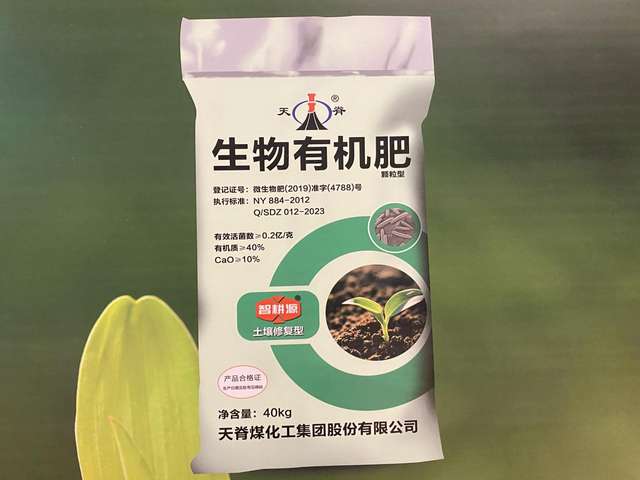 天 ® 脊
生物有机肥
颗粒型
登记证号：微生物肥(2019)准字(4788)号
执行标准：NY 884-2012
Q/SDZ 012-2023
有效活菌数≥0.2亿/克
有机质≥40%
CaO≥10%
智耕源
土壤修复型
产品合格证
净含量：40kg
天脊煤化工集团股份有限公司